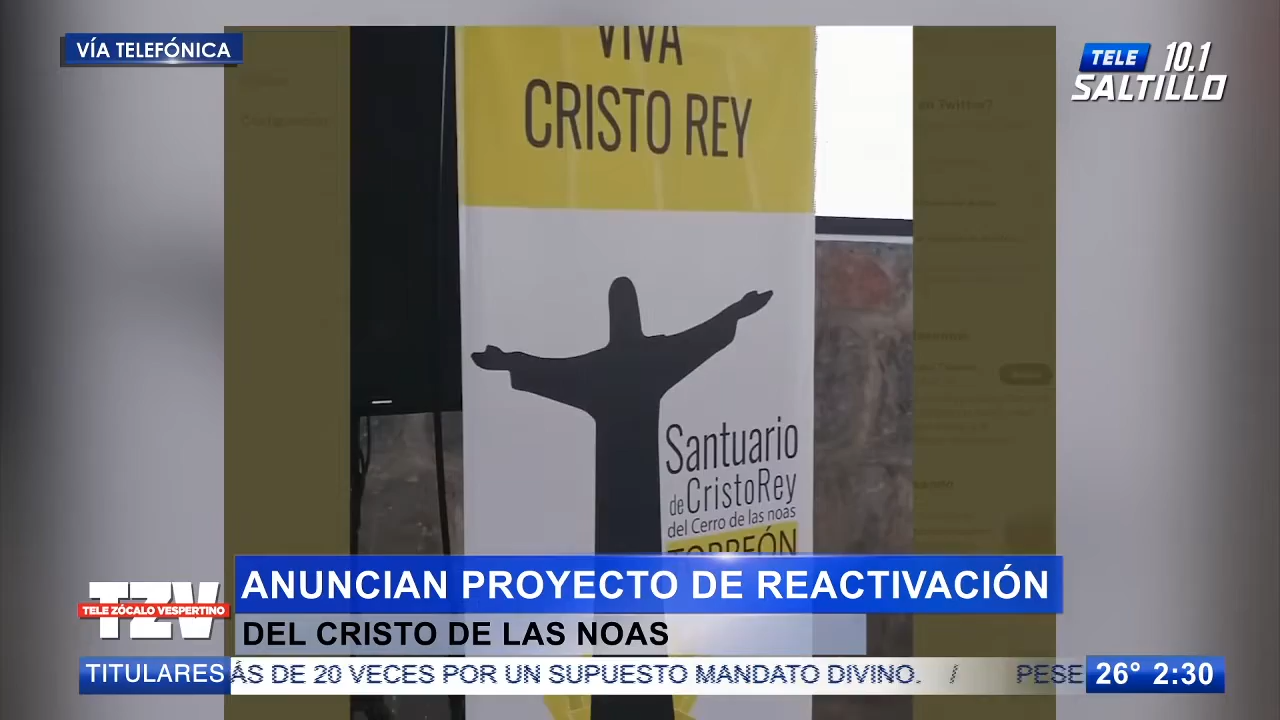 VÍA TELEFÓNICA
TELE 10.1
SALTILLO
VIVA
CRISTO REY
Santuario
de CristoRey
del Cerro de las noas
TORREÓN
ANUNCIAN PROYECTO DE REACTIVACIÓN
DEL CRISTO DE LAS NOAS
TZV
TELE ZÓCALO VESPERTINO
TITULARES
ÁS DE 20 VECES POR UN SUPUESTO MANDATO DIVINO. / PESE
26° 2:30